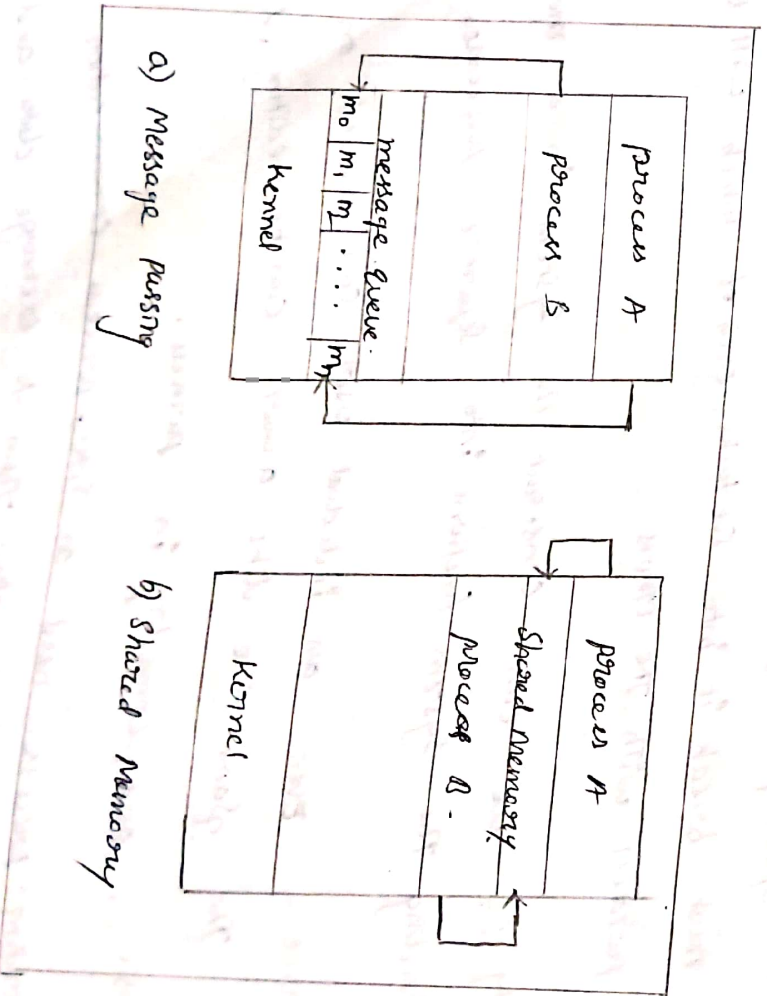 process A
process B
message queue.
m0 m1 m2 .... mn
Kernel
a) Message passing
process A
Shared Memory
process B.
Kernel.
b) Shared Memory